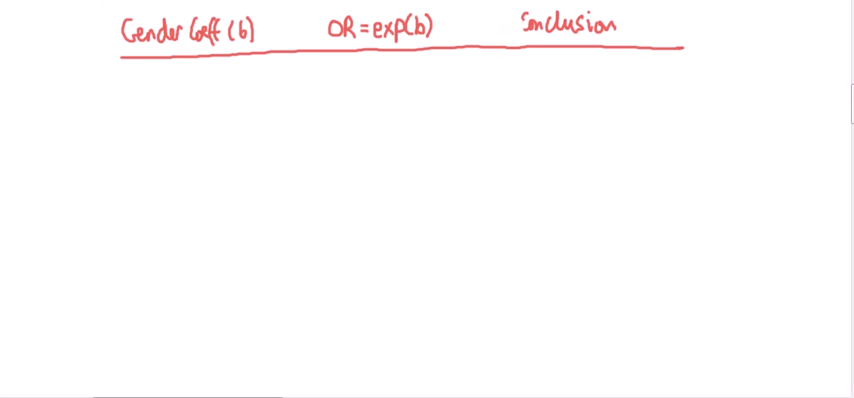 Gender Coeff (b) OR = exp(b) Conclusion